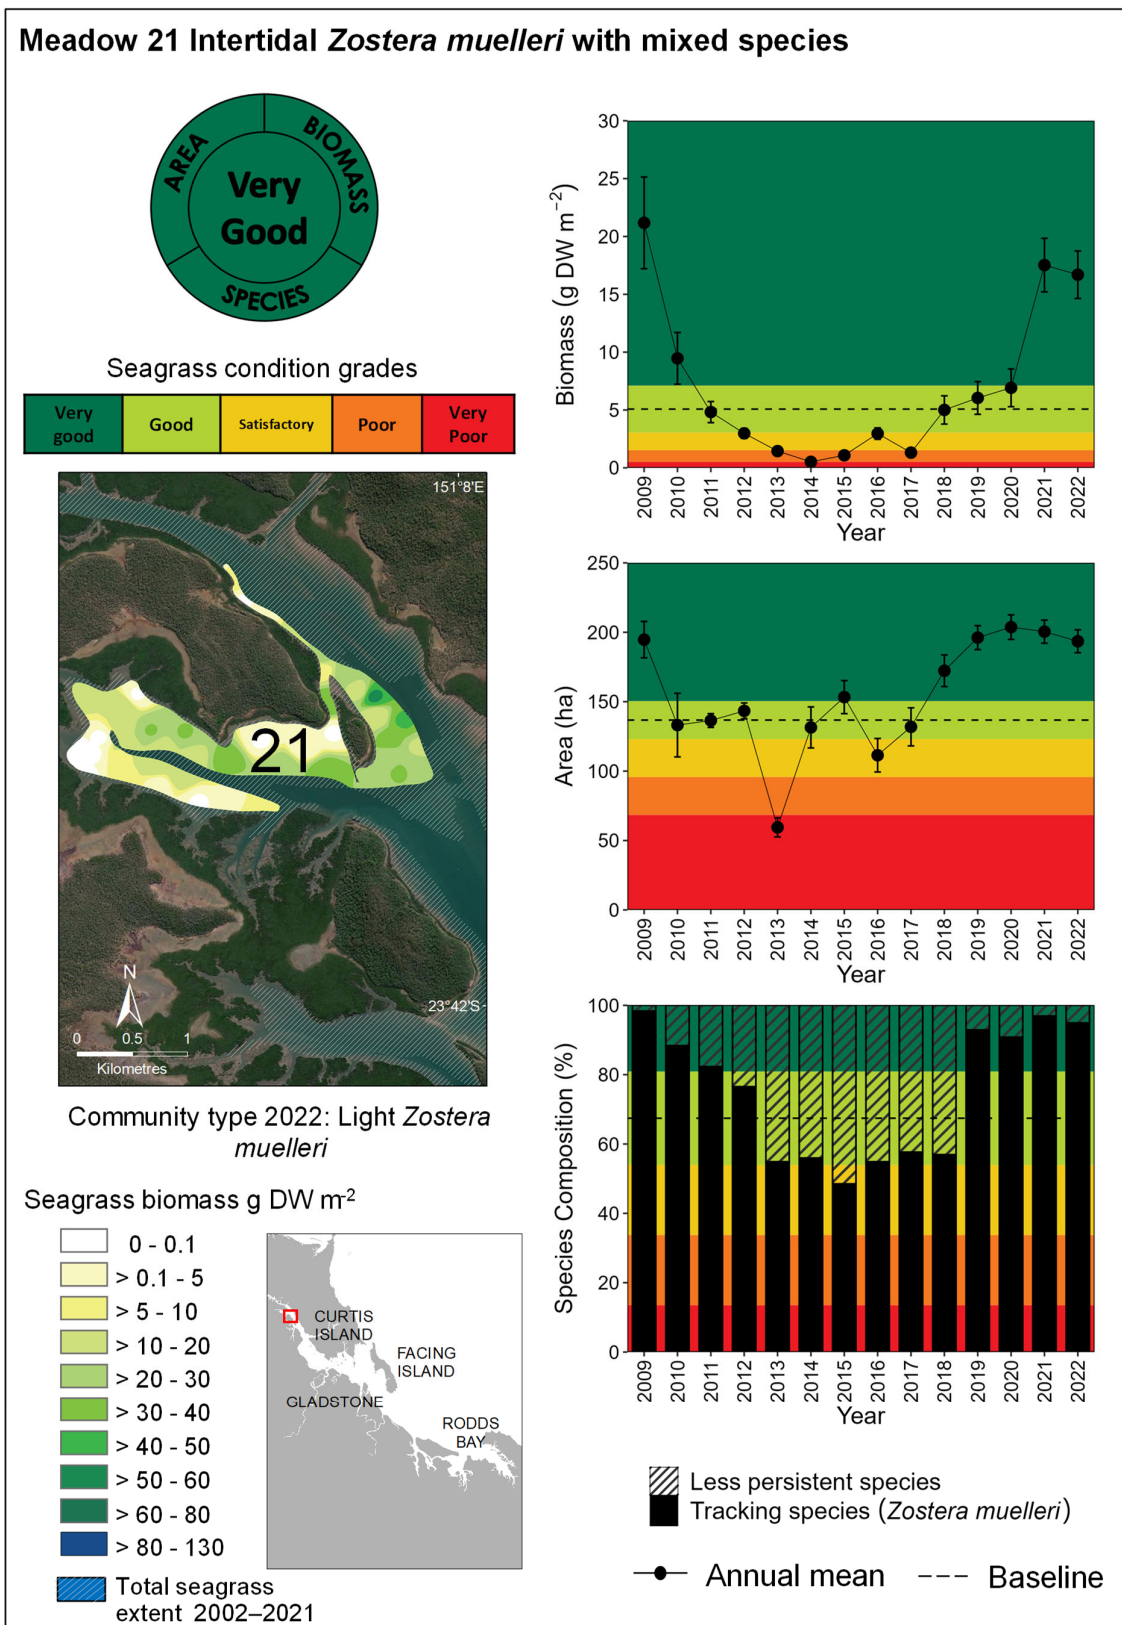 Meadow 21 Intertidal Zostera muelleri with mixed species
AREA
BIOMASS
SPECIES
Very
Good
Seagrass condition grades
Very
good
Good
Satisfactory
Poor
Very
Poor
151°8'E
21
N
0 0.5 1
Kilometres
23°42'S
Community type 2022: Light Zostera
muelleri
Seagrass biomass g DW m-2
0 - 0.1
> 0.1 - 5
> 5 - 10
> 10 - 20
> 20 - 30
> 30 - 40
> 40 - 50
> 50 - 60
> 60 - 80
> 80 - 130
Total seagrass
extent 2002–2021
CURTIS
ISLAND
FACING
ISLAND
GLADSTONE
RODDS
BAY
Biomass (g DW m−2)
30
25
20
15
10
5
0
2009 2010 2011 2012 2013 2014 2015 2016 2017 2018 2019 2020 2021 2022
Year
Area (ha)
250
200
150
100
50
0
2009 2010 2011 2012 2013 2014 2015 2016 2017 2018 2019 2020 2021 2022
Year
Species Composition (%)
100
80
60
40
20
0
2009 2010 2011 2012 2013 2014 2015 2016 2017 2018 2019 2020 2021 2022
Year
Less persistent species
Tracking species (Zostera muelleri)
Annual mean
Baseline